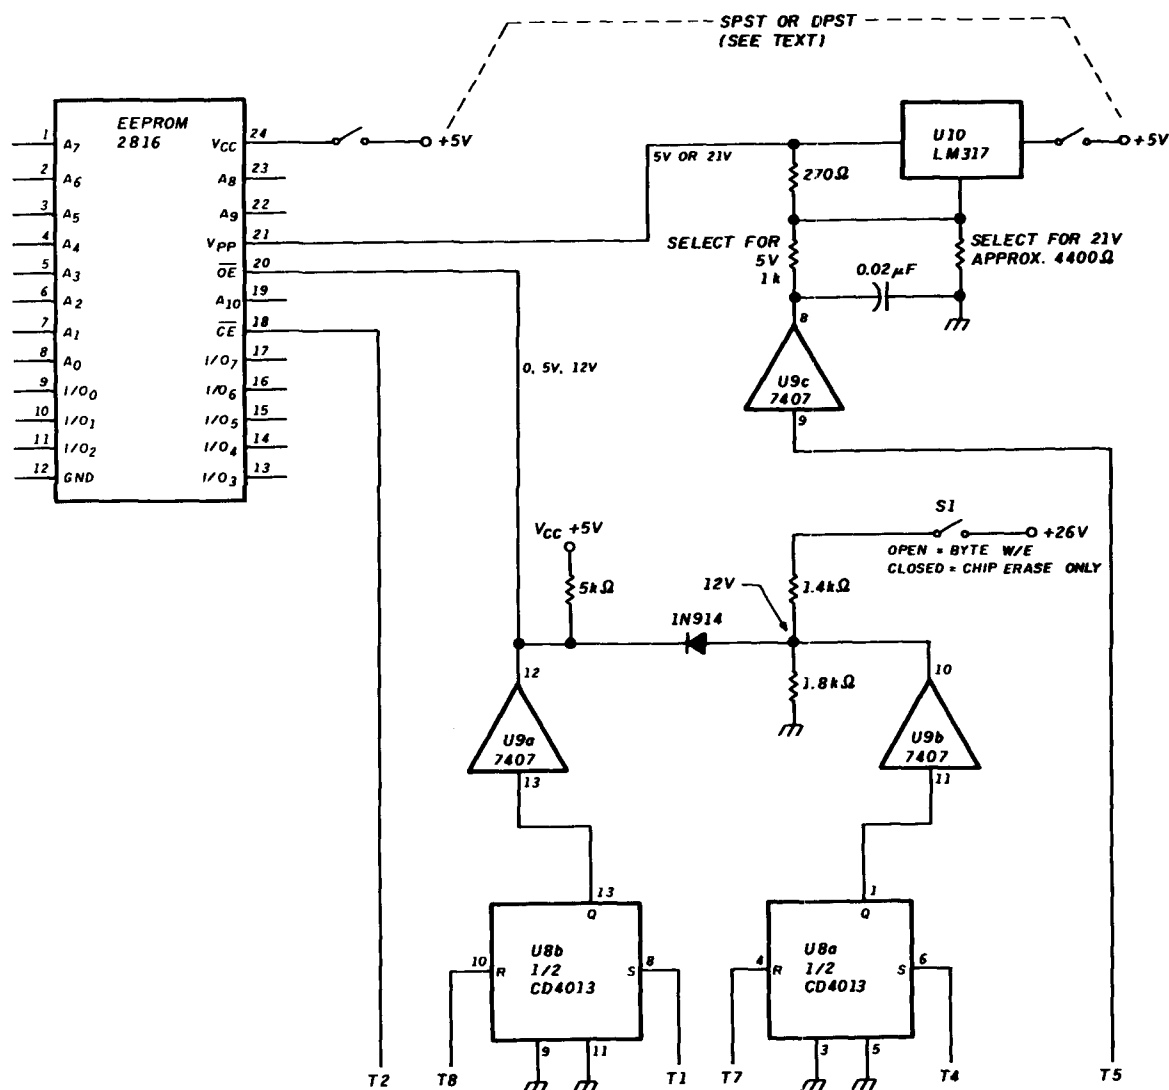 SPST OR DPST
(SEE TEXT)
EEPROM
2816
1 A7
2 A6
3 A5
4 A4
5 A3
6 A2
7 A1
8 A0
9 I/O0
10 I/O1
11 I/O2
12 GND
VCC 24
A8 23
A9 22
VPP 21
OE 20
A10 19
CE 18
I/O7 17
I/O6 16
I/O5 15
I/O4 14
I/O3 13
+5V
5V OR 21V
U10
LM317
+5V
270Ω
SELECT FOR
5V
1k
SELECT FOR 21V
APPROX. 4400Ω
0.02μF
8
U9c
7407
9
0, 5V, 12V
S1
+26V
OPEN = BYTE W/E
CLOSED = CHIP ERASE ONLY
VCC +5V
5kΩ
12V
1.4kΩ
1N914
1.8kΩ
12
U9a
7407
13
10
U9b
7407
11
13
Q
U8b
1/2
CD4013
10 R
S 8
9
11
1
Q
U8a
1/2
CD4013
4 R
S 6
3
5
T2
T8
T1
T7
T4
T5